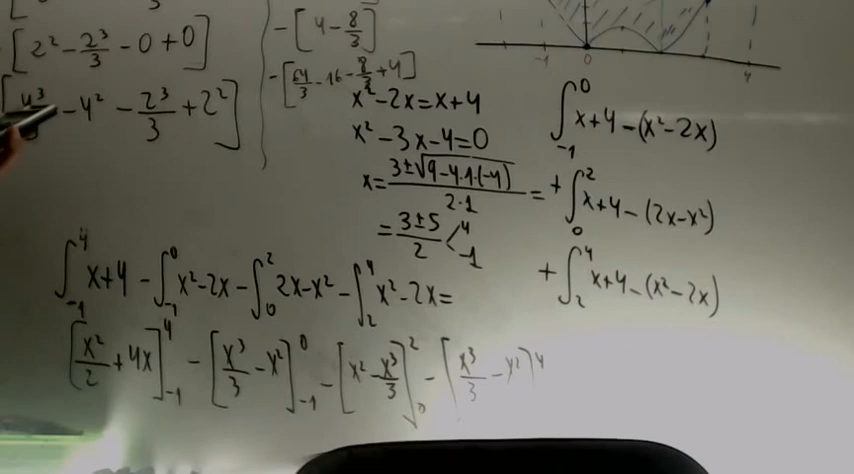 [2² - 2³/3 - 0 + 0]
[4³/3 - 4² - 2³/3 + 2²]
- [4 - 8/3]
- [64/3 - 16 - 8/3 + 4]
x² - 2x = x + 4
x² - 3x - 4 = 0
x = (3 ± √(9 - 4·1·(-4)))/(2·1)
= (3 ± 5)/2 < 4 -1
-1 0 4
∫₋₁⁰ x + 4 - (x² - 2x)
= + ∫₀² x + 4 - (2x - x²)
+ ∫₂⁴ x + 4 - (x² - 2x)
∫₋₁⁴ x + 4 - ∫₋₁⁰ x² - 2x - ∫₀² 2x - x² - ∫₂⁴ x² - 2x =
[x²/2 + 4x]₋₁⁴ - [x³/3 - x²]₋₁⁰ - [x² - x³/3]₀² - [x³/3 - x²]⁴